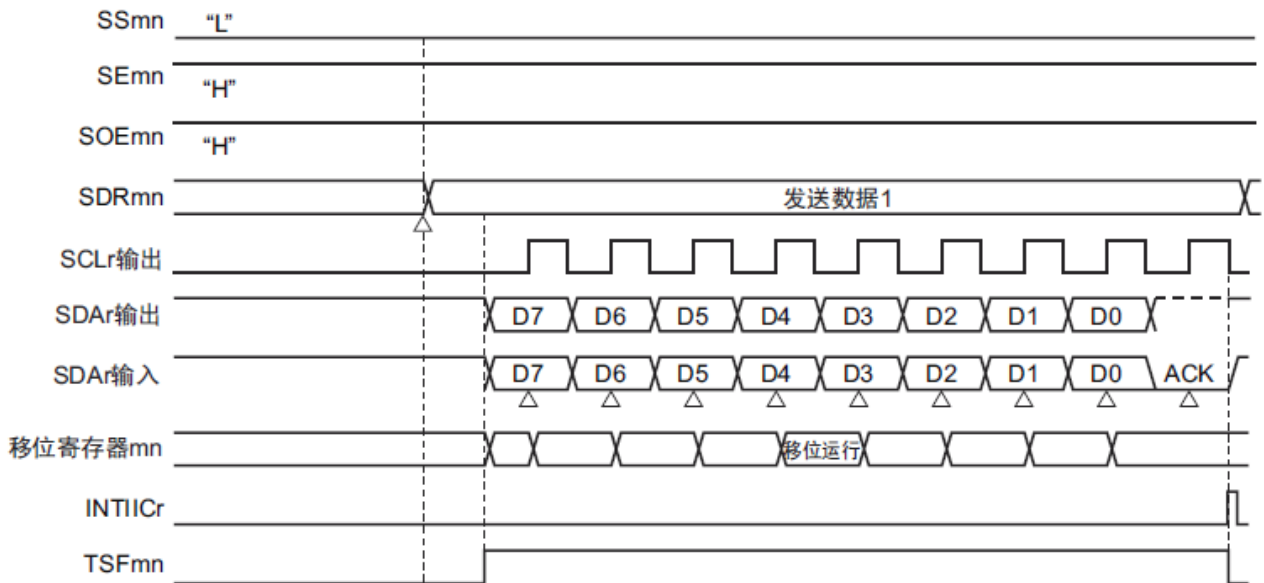 SSmn “L”
SEmn “H”
SOEmn “H”
SDRmn 发送数据1
SCLr输出
SDAr输出 D7 D6 D5 D4 D3 D2 D1 D0
SDAr输入 D7 D6 D5 D4 D3 D2 D1 D0 ACK
移位寄存器mn 移位运行
INTIICr
TSFmn